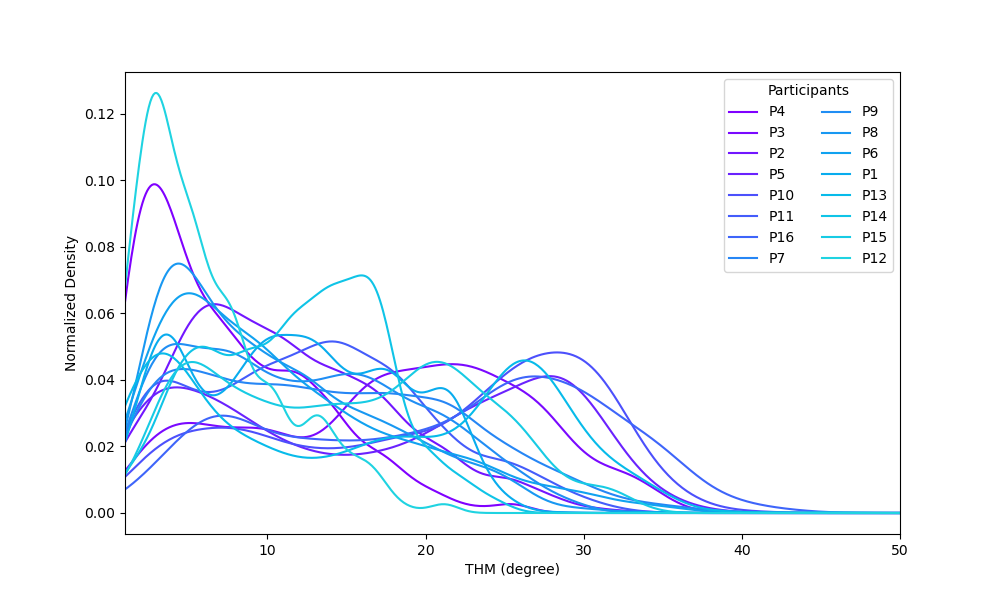 Participants
P4 P9
P3 P8
P2 P6
P5 P1
P10 P13
P11 P14
P16 P15
P7 P12
0.12
0.10
0.08
0.06
0.04
0.02
0.00
Normalized Density
10 20 30 40 50
THM (degree)